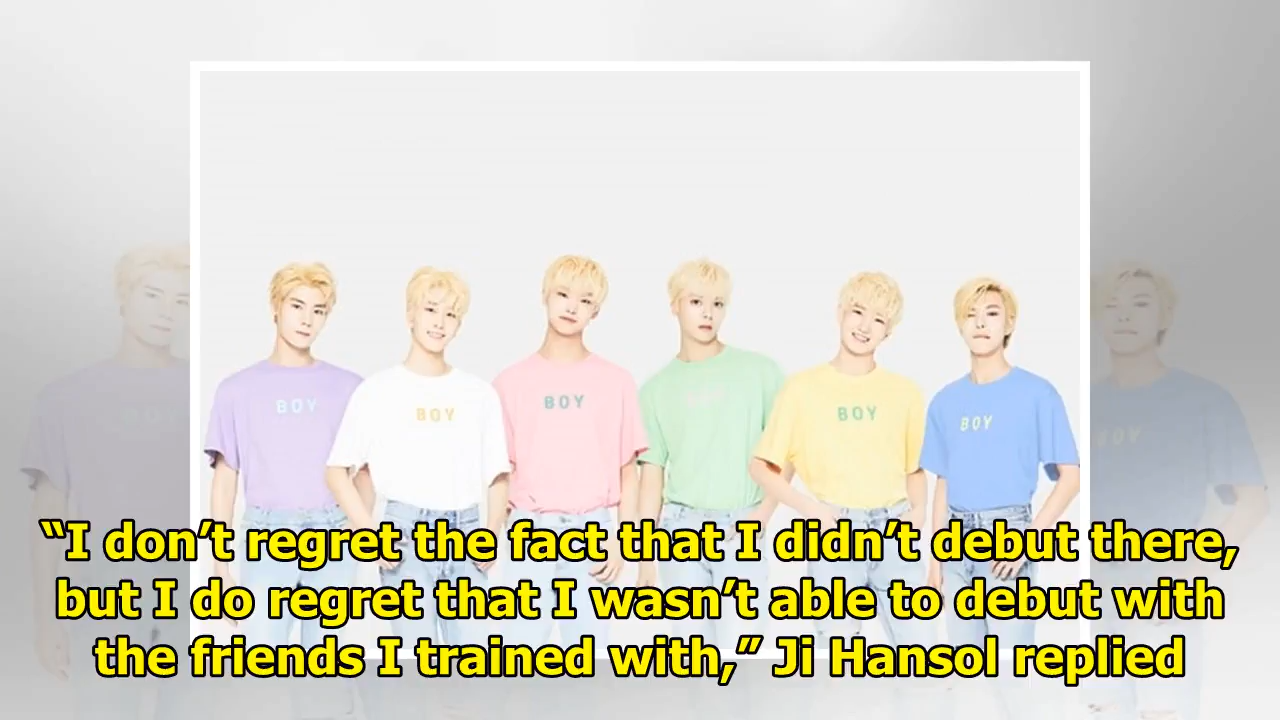 BOY
BOY
BOY
BOY
BOY
BOY
“I don’t regret the fact that I didn’t debut there,
but I do regret that I wasn’t able to debut with
the friends I trained with,” Ji Hansol replied